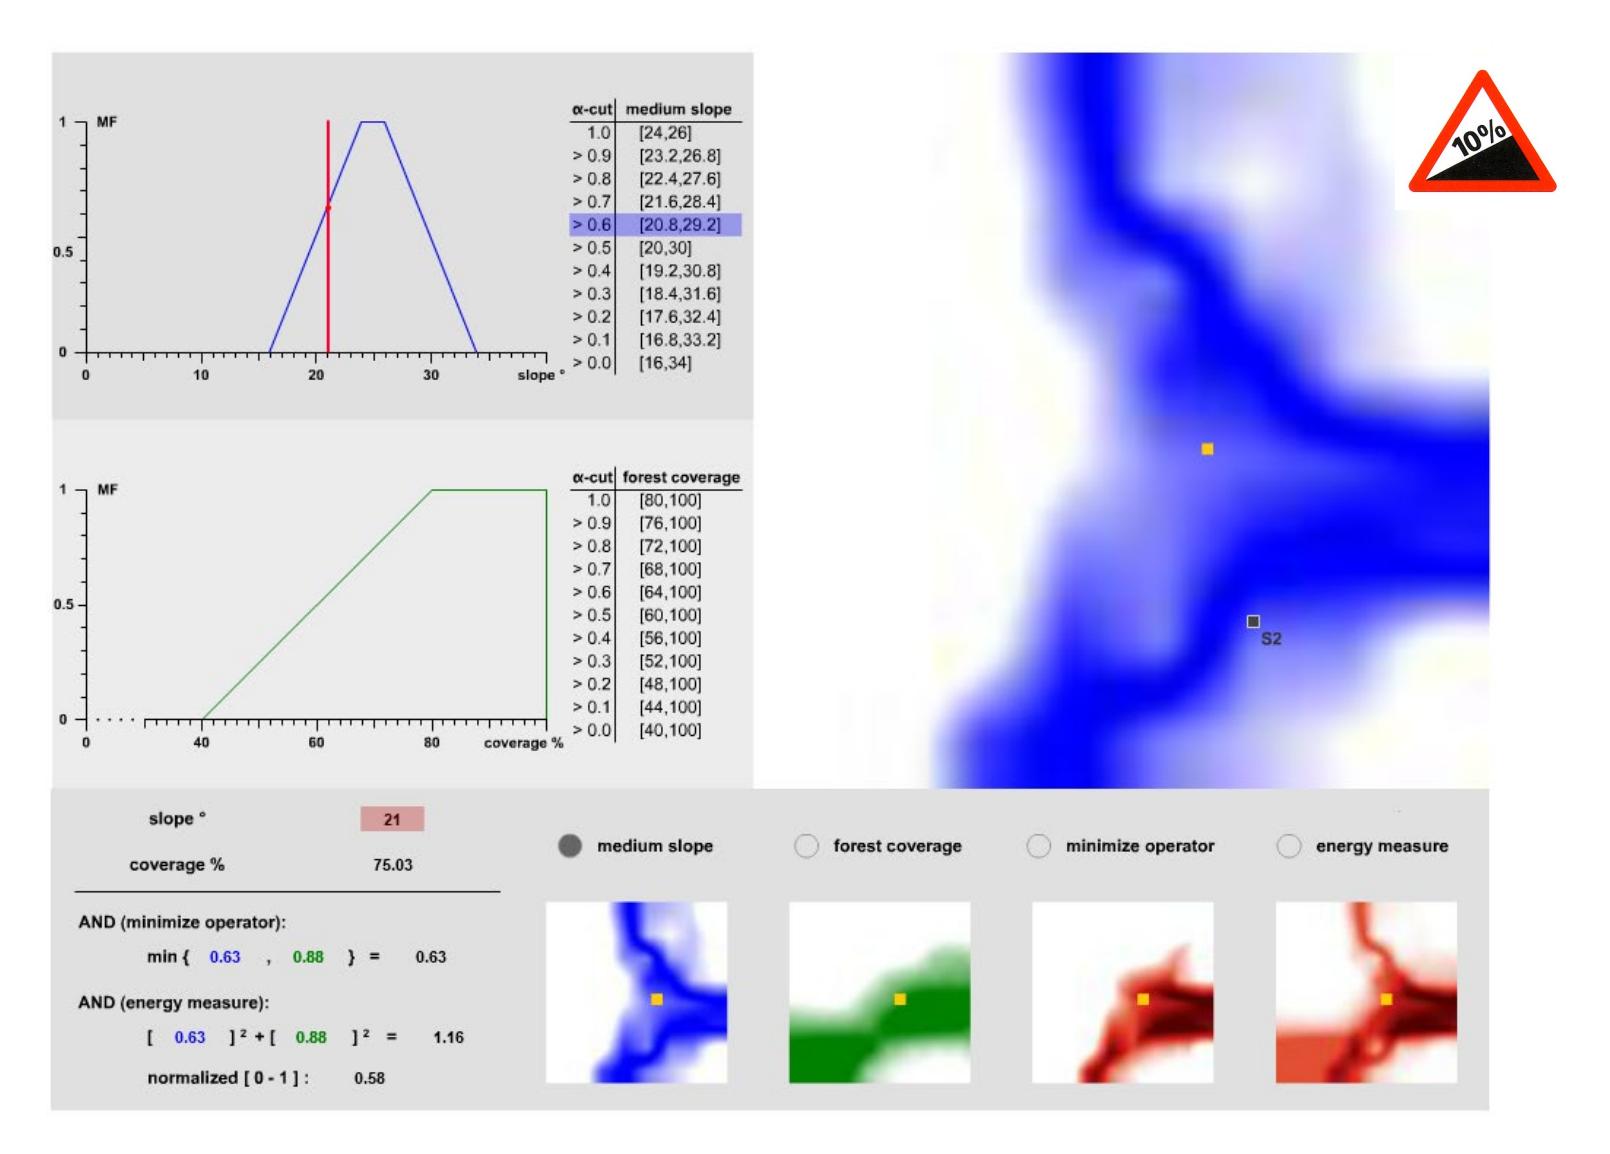 1 MF
0.5
0
0 10 20 30 slope °
α-cut medium slope
1.0 [24,26]
> 0.9 [23.2,26.8]
> 0.8 [22.4,27.6]
> 0.7 [21.6,28.4]
> 0.6 [20.8,29.2]
> 0.5 [20,30]
> 0.4 [19.2,30.8]
> 0.3 [18.4,31.6]
> 0.2 [17.6,32.4]
> 0.1 [16.8,33.2]
> 0.0 [16,34]
10%
1 MF
0.5
0
0 40 60 80 coverage %
α-cut forest coverage
1.0 [80,100]
> 0.9 [76,100]
> 0.8 [72,100]
> 0.7 [68,100]
> 0.6 [64,100]
> 0.5 [60,100]
> 0.4 [56,100]
> 0.3 [52,100]
> 0.2 [48,100]
> 0.1 [44,100]
> 0.0 [40,100]
S2
slope ° 21
coverage % 75.03
AND (minimize operator):
min { 0.63 , 0.88 } = 0.63
AND (energy measure):
[ 0.63 ] ² + [ 0.88 ] ² = 1.16
normalized [ 0 - 1 ] : 0.58
medium slope forest coverage minimize operator energy measure